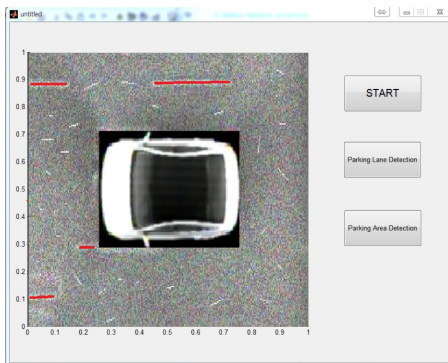 untitled
1
0.9
0.8
0.7
0.6
0.5
0.4
0.3
0.2
0.1
0
0 0.1 0.2 0.3 0.4 0.5 0.6 0.7 0.8 0.9 1
START
Parking Lane Detection
Parking Area Detection